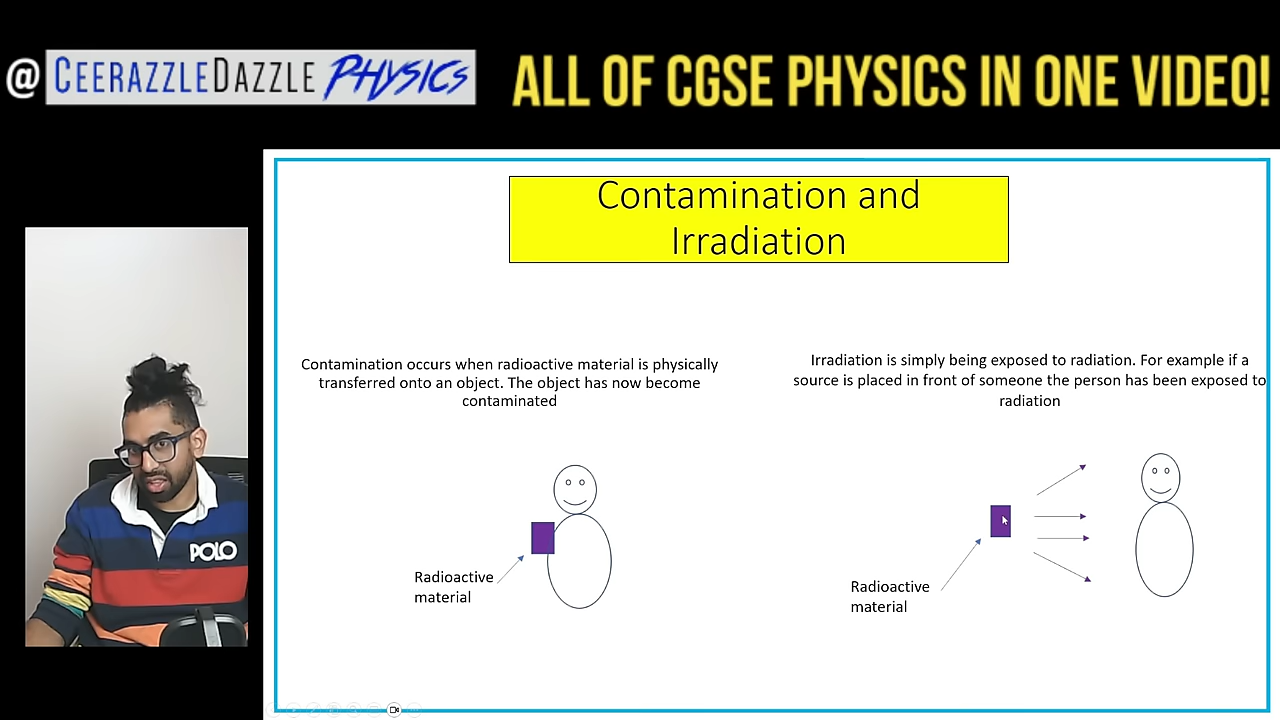 @ CEERAZZLEDAZZLE PHYSICS
ALL OF CGSE PHYSICS IN ONE VIDEO!
Contamination and
Irradiation
Contamination occurs when radioactive material is physically
transferred onto an object. The object has now become
contaminated
Irradiation is simply being exposed to radiation. For example if a
source is placed in front of someone the person has been exposed to
radiation
Radioactive
material
Radioactive
material
POLO